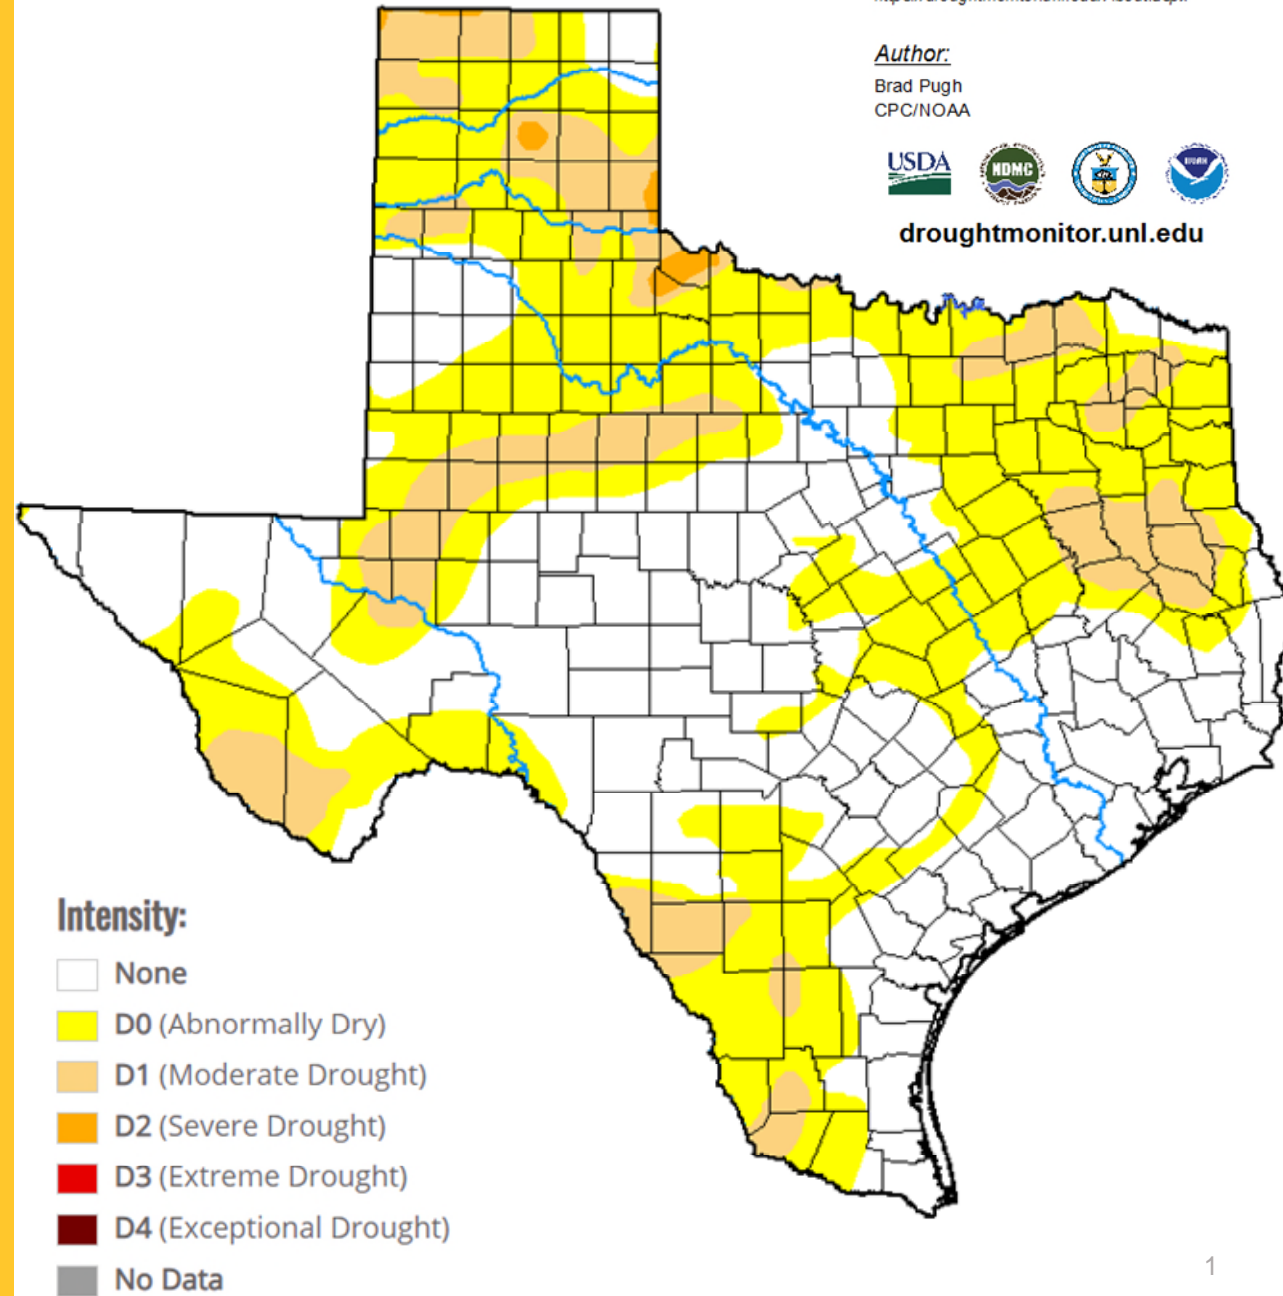 Author:
Brad Pugh
CPC/NOAA
USDA
NDMC
NOAA
droughtmonitor.unl.edu
Intensity:
None
D0 (Abnormally Dry)
D1 (Moderate Drought)
D2 (Severe Drought)
D3 (Extreme Drought)
D4 (Exceptional Drought)
No Data
1